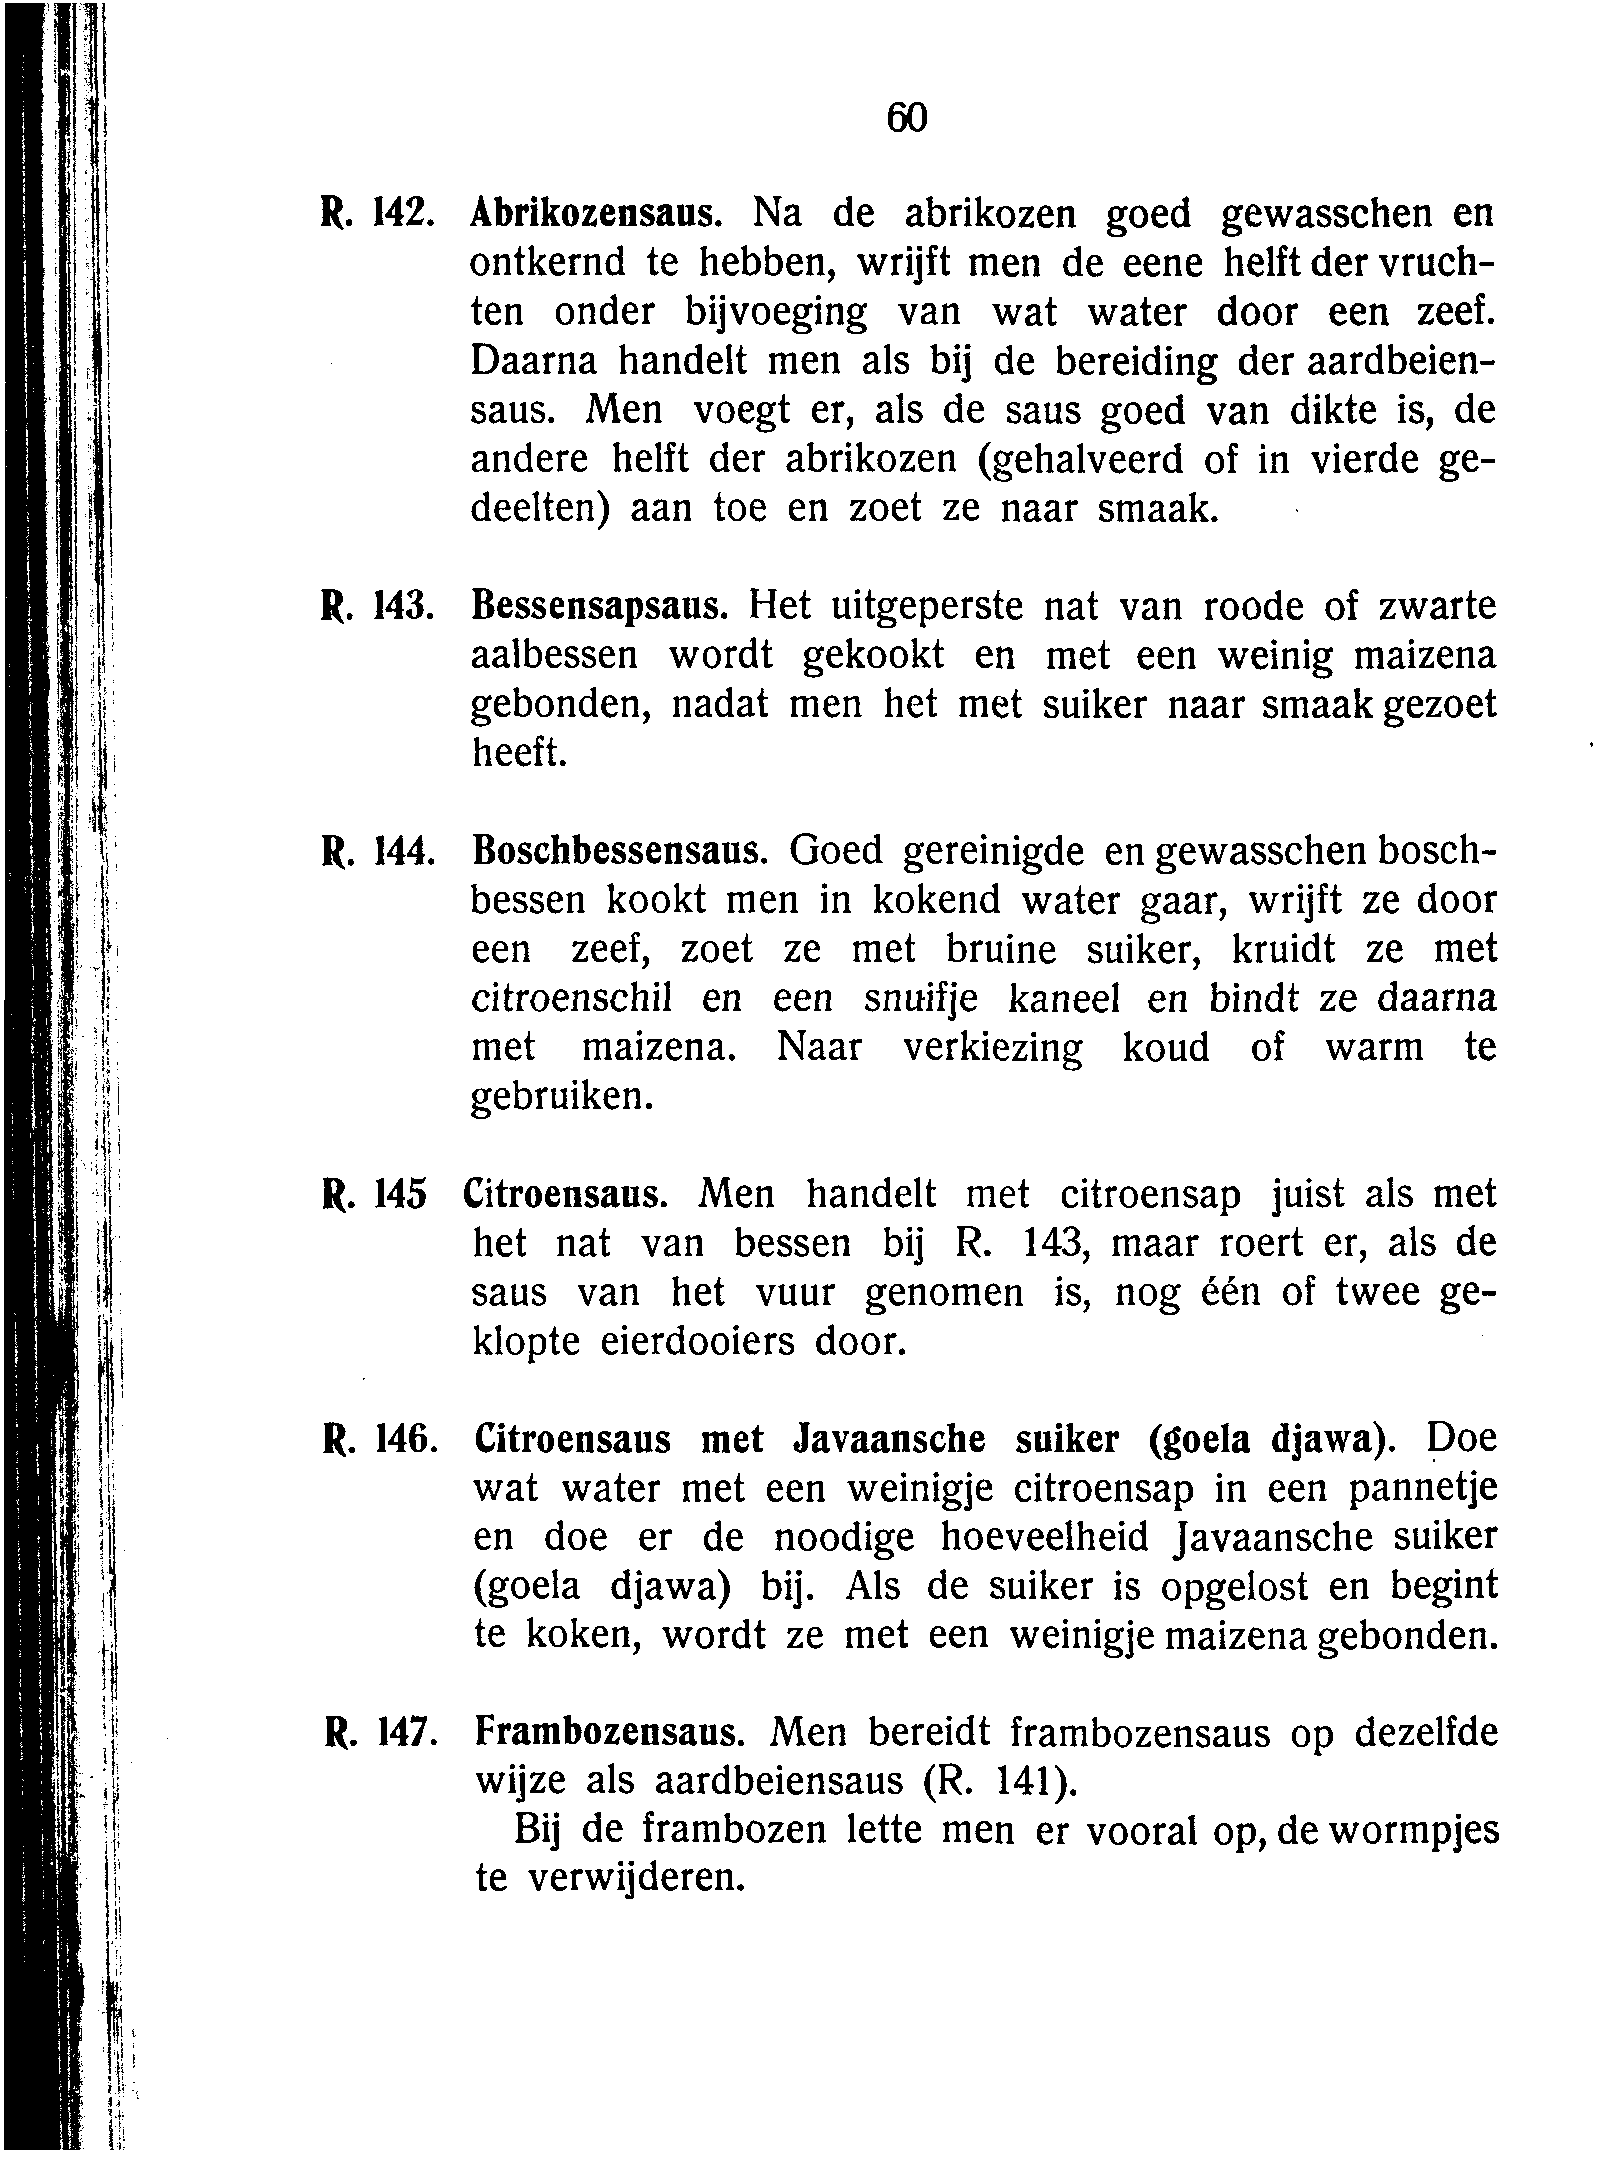 60
R. 142. Abrikozensaus. Na de abrikozen goed gewasschen en
ontkernd te hebben, wrijft men de eene helft der vruch-
ten onder bijvoeging van wat water door een zeef.
Daarna handelt men als bij de bereiding der aardbeien-
saus. Men voegt er, als de saus goed van dikte is, de
andere helft der abrikozen (gehalveerd of in vierde ge-
deelten) aan toe en zoet ze naar smaak.
R. 143. Bessensapsaus. Het uitgeperste nat van roode of zwarte
aalbessen wordt gekookt en met een weinig maizena
gebonden, nadat men het met suiker naar smaak gezoet
heeft.
R. 144. Boschbessensaus. Goed gereinigde en gewasschen bosch-
bessen kookt men in kokend water gaar, wrijft ze door
een zeef, zoet ze met bruine suiker, kruidt ze met
citroenschil en een snuifje kaneel en bindt ze daarna
met maizena. Naar verkiezing koud of warm te
gebruiken.
R. 145 Citroensaus. Men handelt met citroensap juist als met
het nat van bessen bij R. 143, maar roert er, als de
saus van het vuur genomen is, nog één of twee ge-
klopte eierdooiers door.
R. 146. Citroensaus met Javaansche suiker (goela djawa). Doe
wat water met een weinigje citroensap in een pannetje
en doe er de noodige hoeveelheid Javaansche suiker
(goela djawa) bij. Als de suiker is opgelost en begint
te koken, wordt ze met een weinigje maizena gebonden.
R. 147. Frambozensaus. Men bereidt frambozensaus op dezelfde
wijze als aardbeiensaus (R. 141).
Bij de frambozen lette men er vooral op, de wormpjes
te verwijderen.